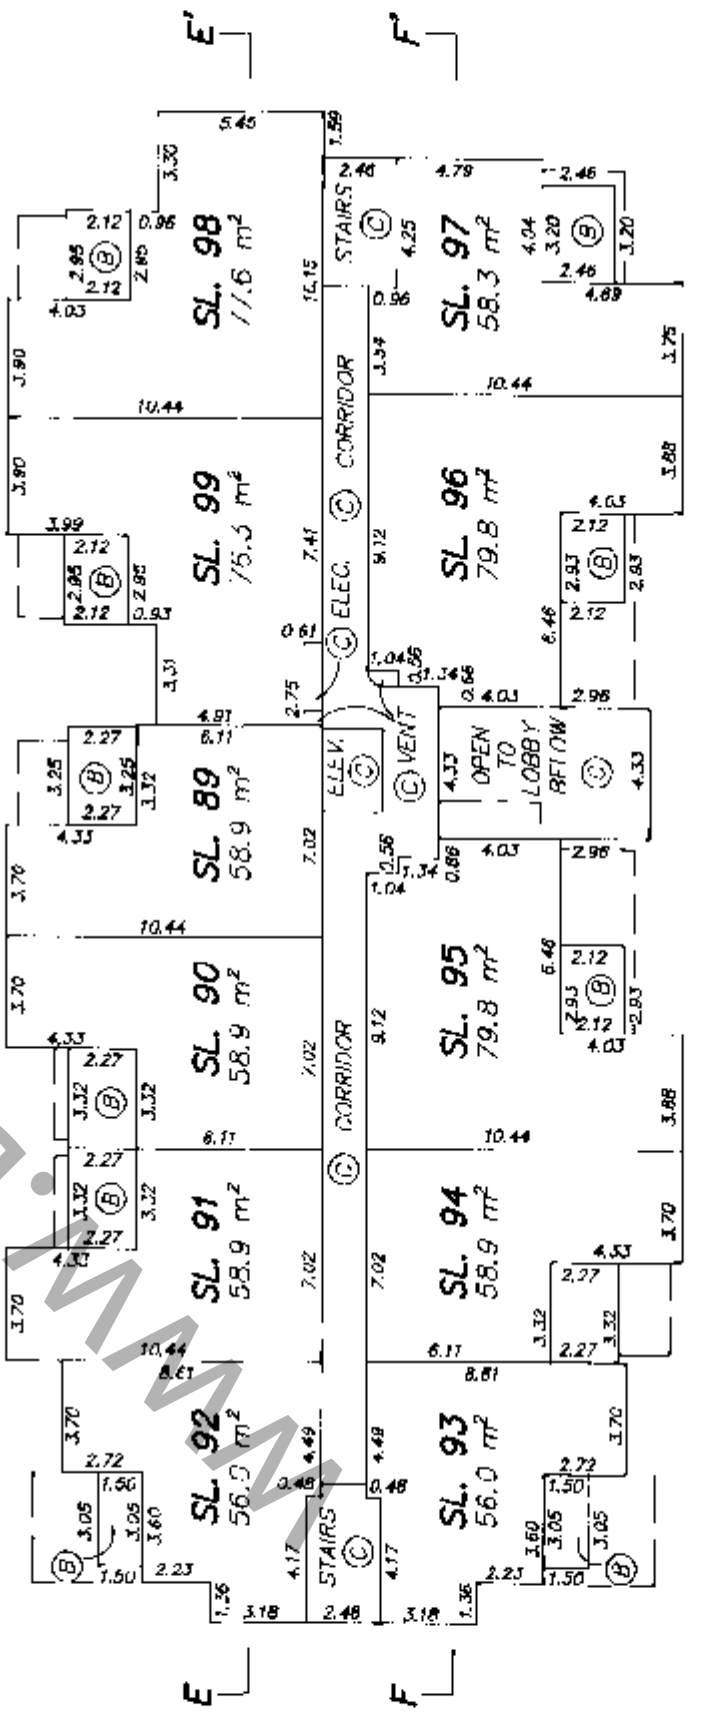 E'
F'
5.45
1.59
3.30
2.46
4.79
2.46
SL. 98
77.6 m²
2.12
0.96
2.95
B
2.95
2.12
4.03
STAIRS
C
4.25
SL. 97
58.3 m²
4.04
3.20
B
3.20
2.46
4.69
10.15
0.96
3.90
3.54
3.75
10.44
10.44
CORRIDOR
C
3.90
SL. 99
75.3 m²
7.41
9.12
SL. 96
79.8 m²
3.88
3.99
2.12
2.95
B
2.95
2.12
0.93
4.03
2.12
2.93
B
2.93
2.12
ELEC.
C
0.61
6.46
3.31
2.75
1.04
0.56
1.34
0.66
4.03
2.96
4.91
6.11
2.27
3.25
B
3.25
3.32
2.27
4.33
SL. 89
58.9 m²
ELEV.
C
VENT
C
4.33
OPEN
TO
LOBBY
BELOW
C
4.33
3.70
7.02
0.56
1.34
1.04
0.66
4.03
2.96
10.44
3.70
SL. 90
58.9 m²
7.02
9.12
SL. 95
79.8 m²
6.46
2.12
2.93
B
2.93
2.12
4.03
4.33
2.27
3.32
B
3.32
CORRIDOR
C
3.88
6.11
10.44
2.27
3.32
B
3.32
2.27
4.33
SL. 91
58.9 m²
7.02
7.02
SL. 94
58.9 m²
3.70
3.70
4.33
2.27
3.32
3.32
2.27
10.44
8.61
6.11
8.61
3.70
SL. 92
56.0 m²
4.49
4.49
SL. 93
56.0 m²
3.70
2.72
1.50
3.05
3.05
3.60
B
1.50
2.23
0.48
0.48
STAIRS
C
4.17
4.17
2.72
1.50
3.60
3.05
3.05
B
1.50
2.23
1.36
3.18
2.48
3.18
1.36
E
F
www.